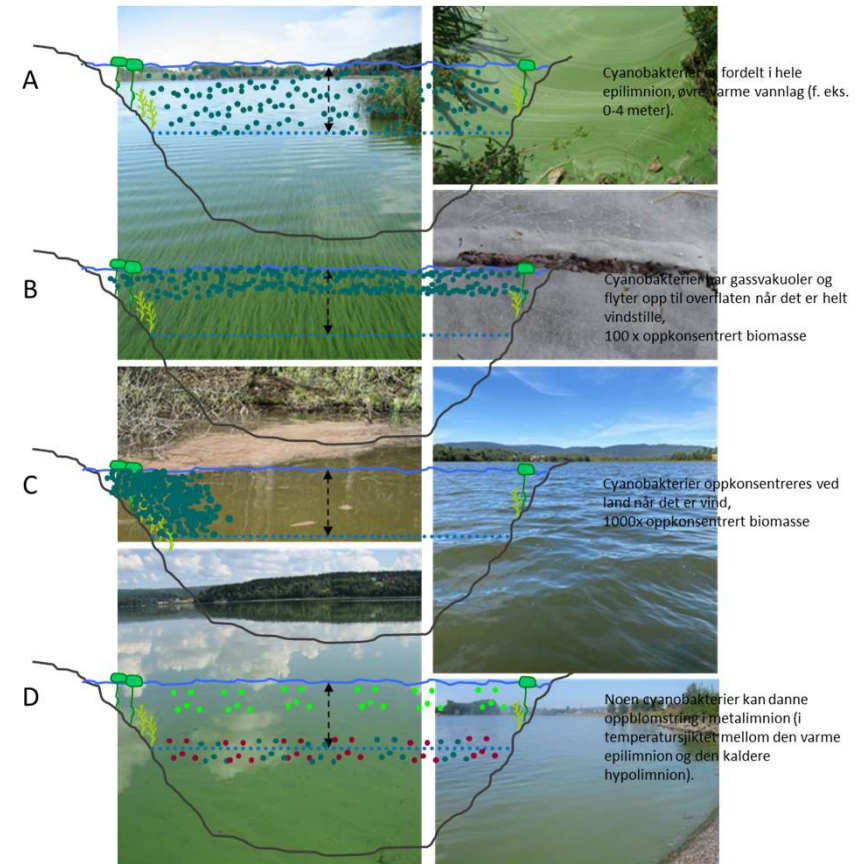 A
Cyanobakterier er fordelt i hele
epilimnion, øvre varme vannlag (f. eks.
0-4 meter).
B
Cyanobakterier har gassvakuoler og
flyter opp til overflaten når det er helt
vindstille,
100 x oppkonsentrert biomasse
C
Cyanobakterier oppkonsentreres ved
land når det er vind,
1000x oppkonsentrert biomasse
D
Noen cyanobakterier kan danne
oppblomstring i metalimnion (i
temperatursjiktet mellom den varme
epilimnion og den kaldere
hypolimnion).